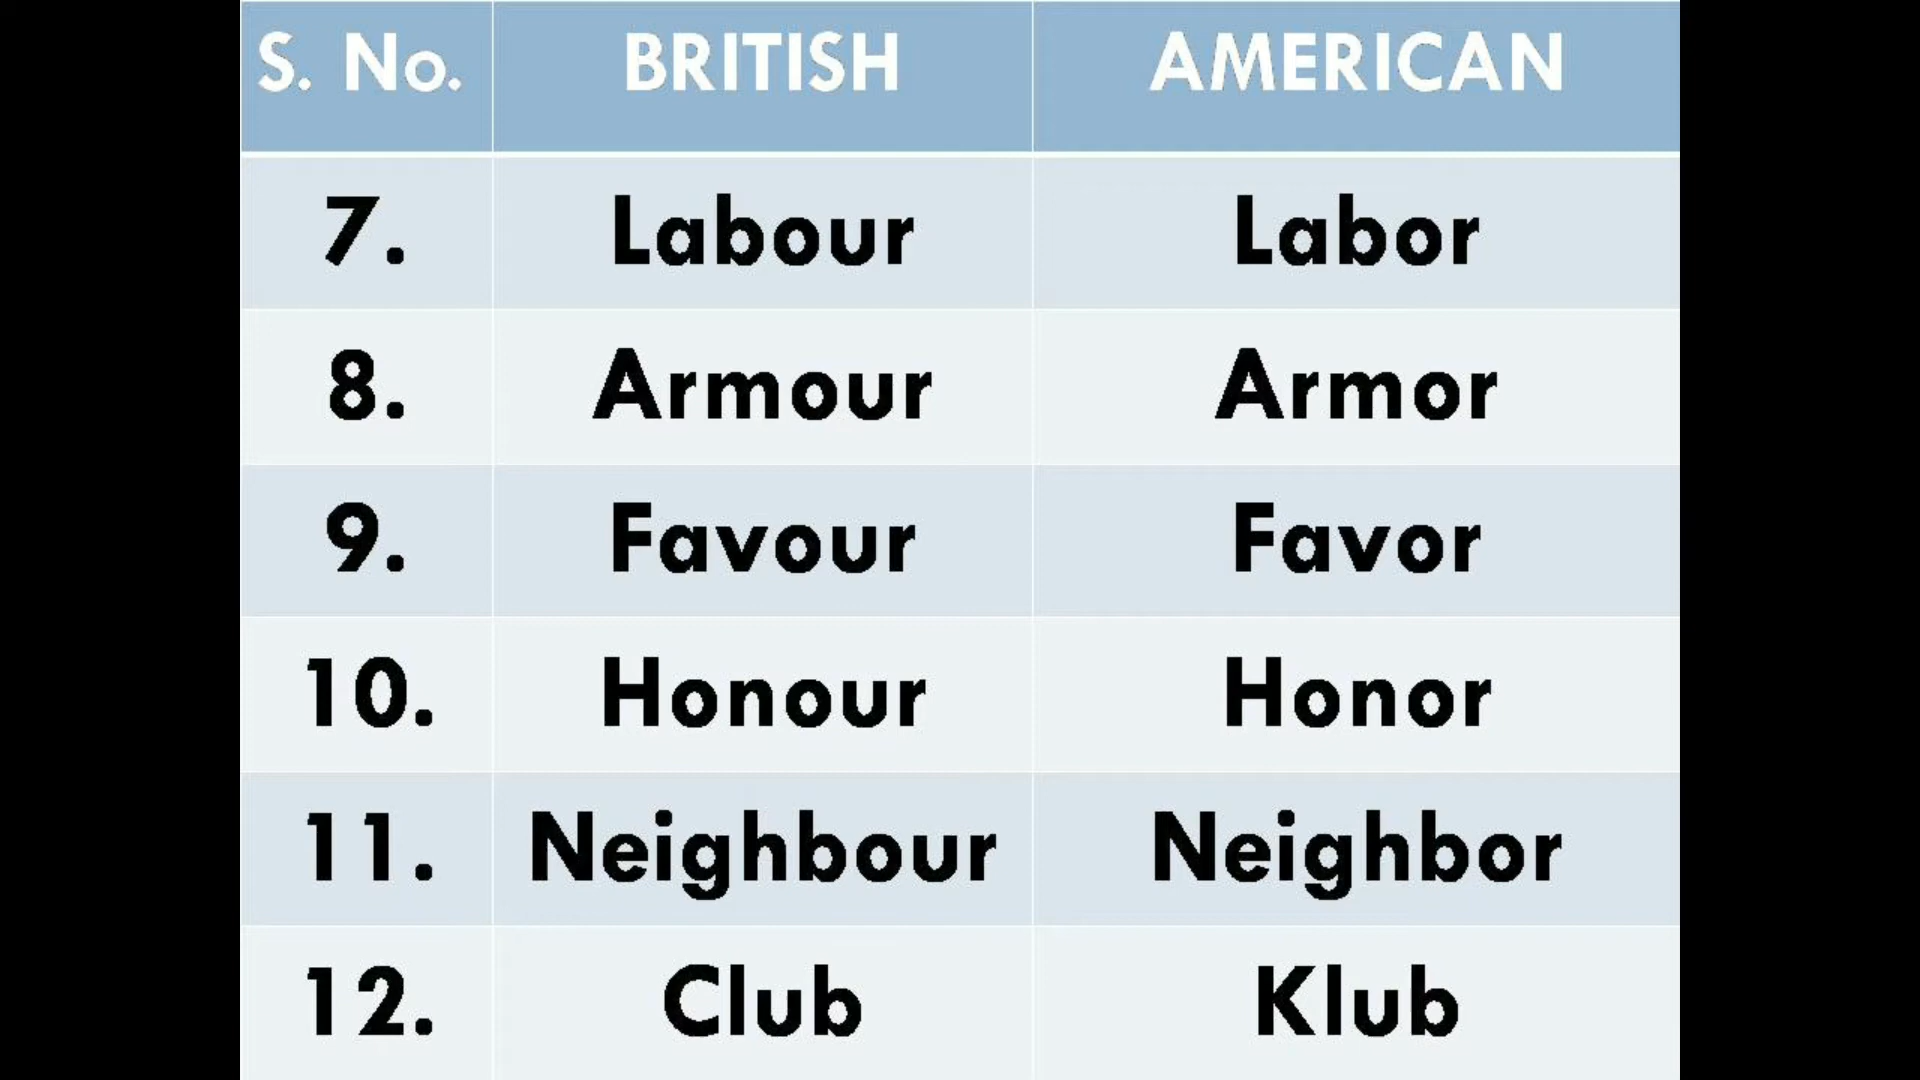 S. No. BRITISH AMERICAN
7. Labour Labor
8. Armour Armor
9. Favour Favor
10. Honour Honor
11. Neighbour Neighbor
12. Club Klub